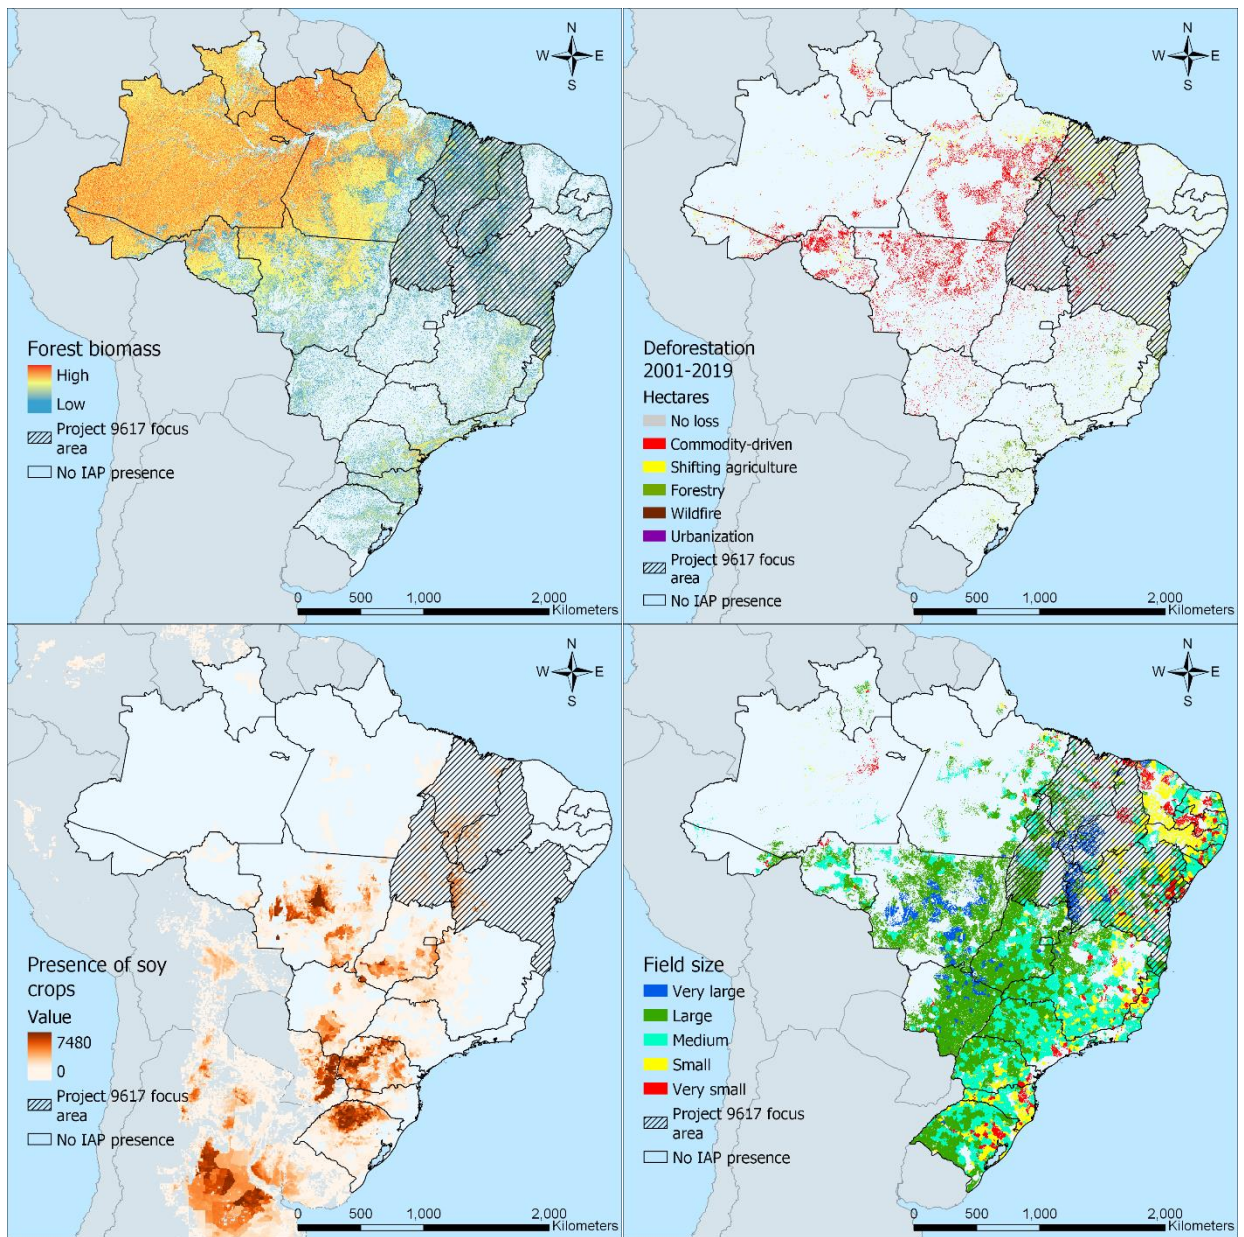 N
W E
S
Forest biomass
High
Low
Project 9617 focus
area
No IAP presence
0 500 1,000 2,000
Kilometers
N
W E
S
Deforestation
2001-2019
Hectares
No loss
Commodity-driven
Shifting agriculture
Forestry
Wildfire
Urbanization
Project 9617 focus
area
No IAP presence
0 500 1,000 2,000
Kilometers
N
W E
S
Presence of soy
crops
Value
7480
0
Project 9617 focus
area
No IAP presence
0 500 1,000 2,000
Kilometers
N
W E
S
Field size
Very large
Large
Medium
Small
Very small
Project 9617 focus
area
No IAP presence
0 500 1,000 2,000
Kilometers